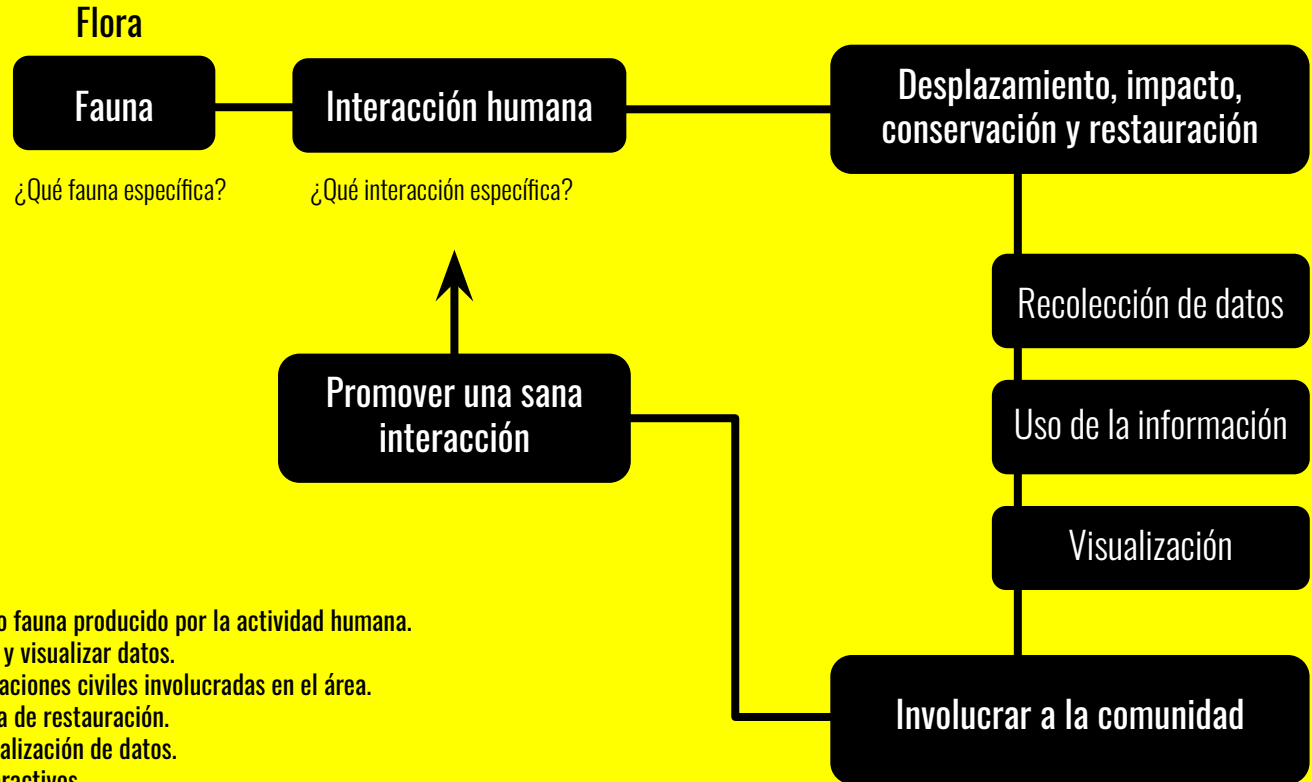 Flora
Fauna
Interacción humana
Desplazamiento, impacto,
conservación y restauración
¿Qué fauna específica?
¿Qué interacción específica?
Recolección de datos
Promover una sana
interacción
Uso de la información
Visualización
o fauna producido por la actividad humana.
y visualizar datos.
aciones civiles involucradas en el área.
a de restauración.
alización de datos.
Involucrar a la comunidad